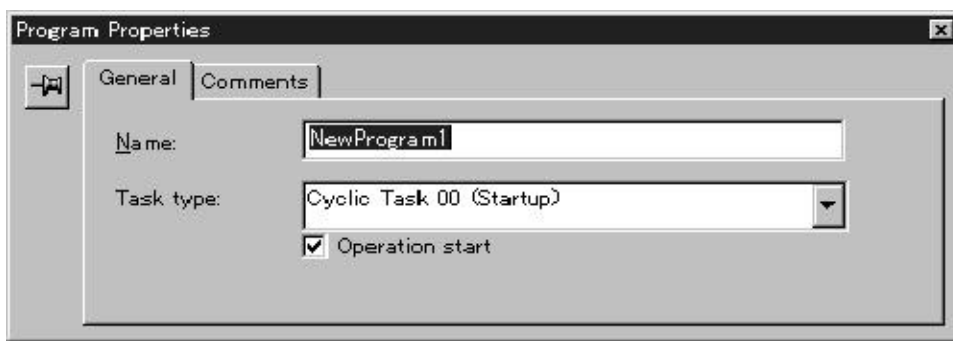 Program Properties
General Comments
Name: NewProgram1
Task type: Cyclic Task 00 (Startup)
Operation start